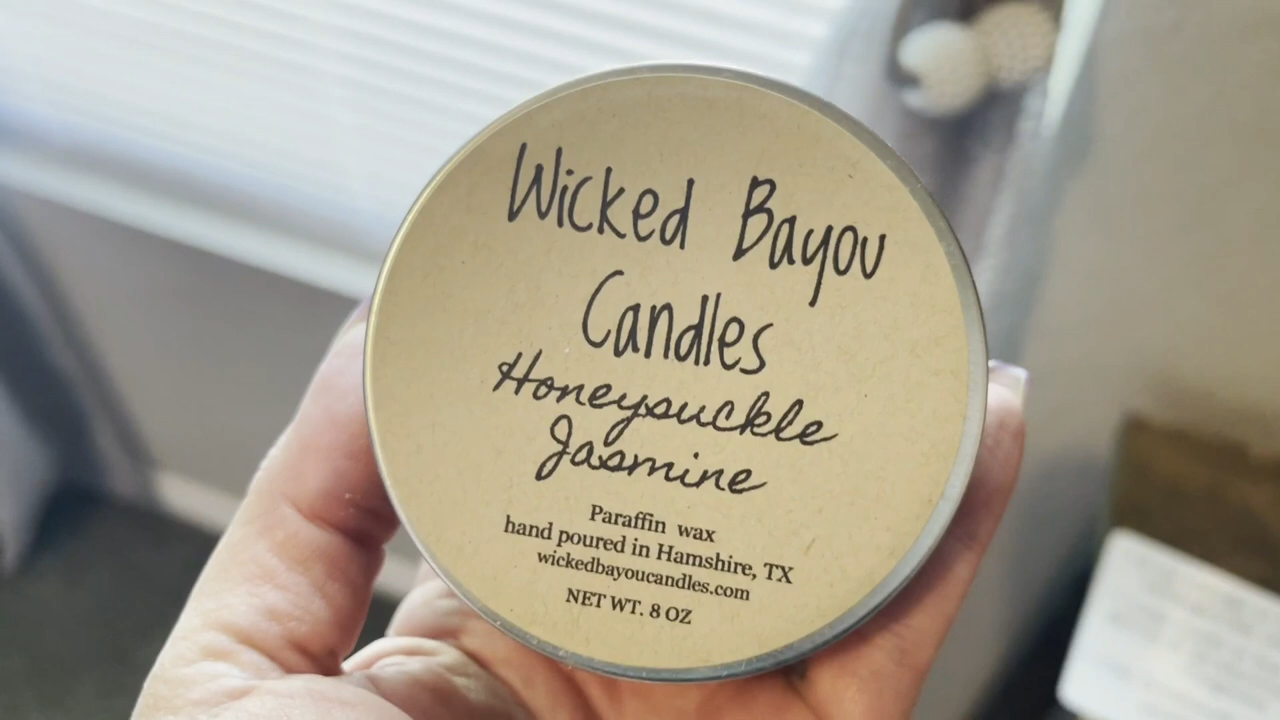 Wicked Bayou
Candles
Honeysuckle
Jasmine
Paraffin wax
hand poured in Hamshire, TX
wickedbayoucandles.com
NET WT. 8 OZ